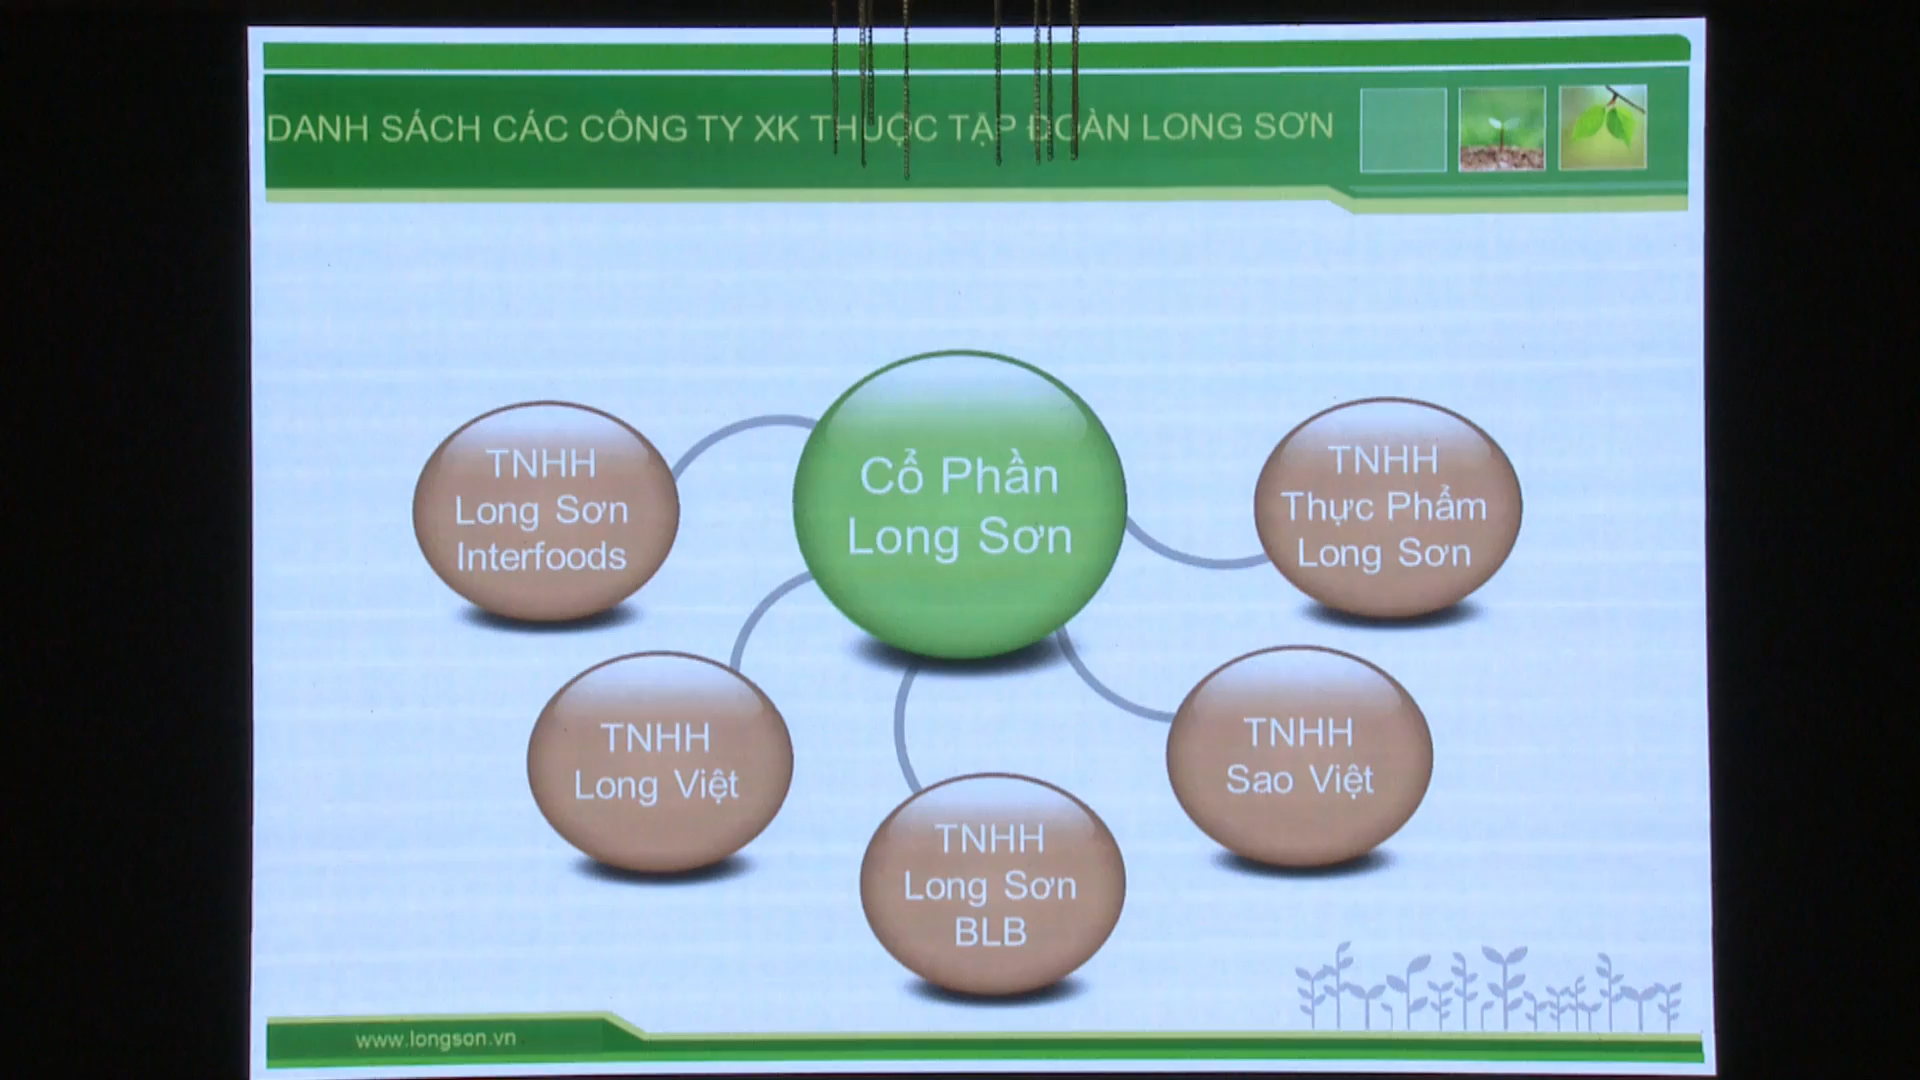 DANH SÁCH CÁC CÔNG TY XK THUỘC TẬP ĐOÀN LONG SƠN
TNHH
Long Sơn
Interfoods
Cổ Phần
Long Sơn
TNHH
Thực Phẩm
Long Sơn
TNHH
Long Việt
TNHH
Sao Việt
TNHH
Long Sơn
BLB
www.longson.vn